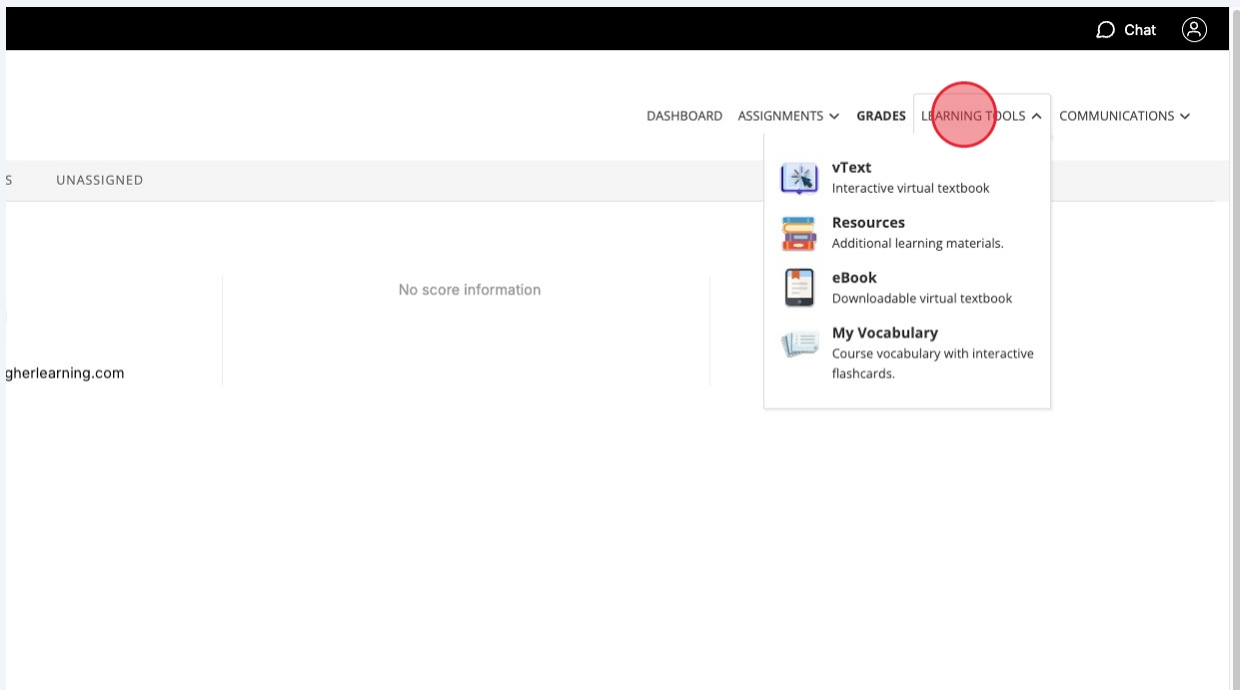 Chat
DASHBOARD ASSIGNMENTS GRADES LEARNING TOOLS COMMUNICATIONS
S UNASSIGNED
vText
Interactive virtual textbook
Resources
Additional learning materials.
eBook
Downloadable virtual textbook
My Vocabulary
Course vocabulary with interactive
flashcards.
No score information
gherlearning.com